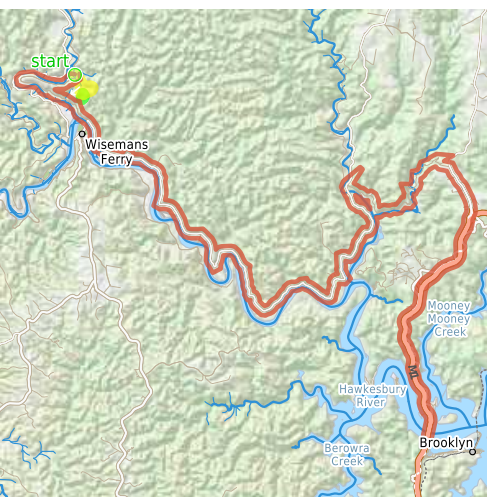 start
Wisemans
Ferry
Mooney
Mooney
Creek
M1
Hawkesbury
River
Brooklyn
Berowra
Creek